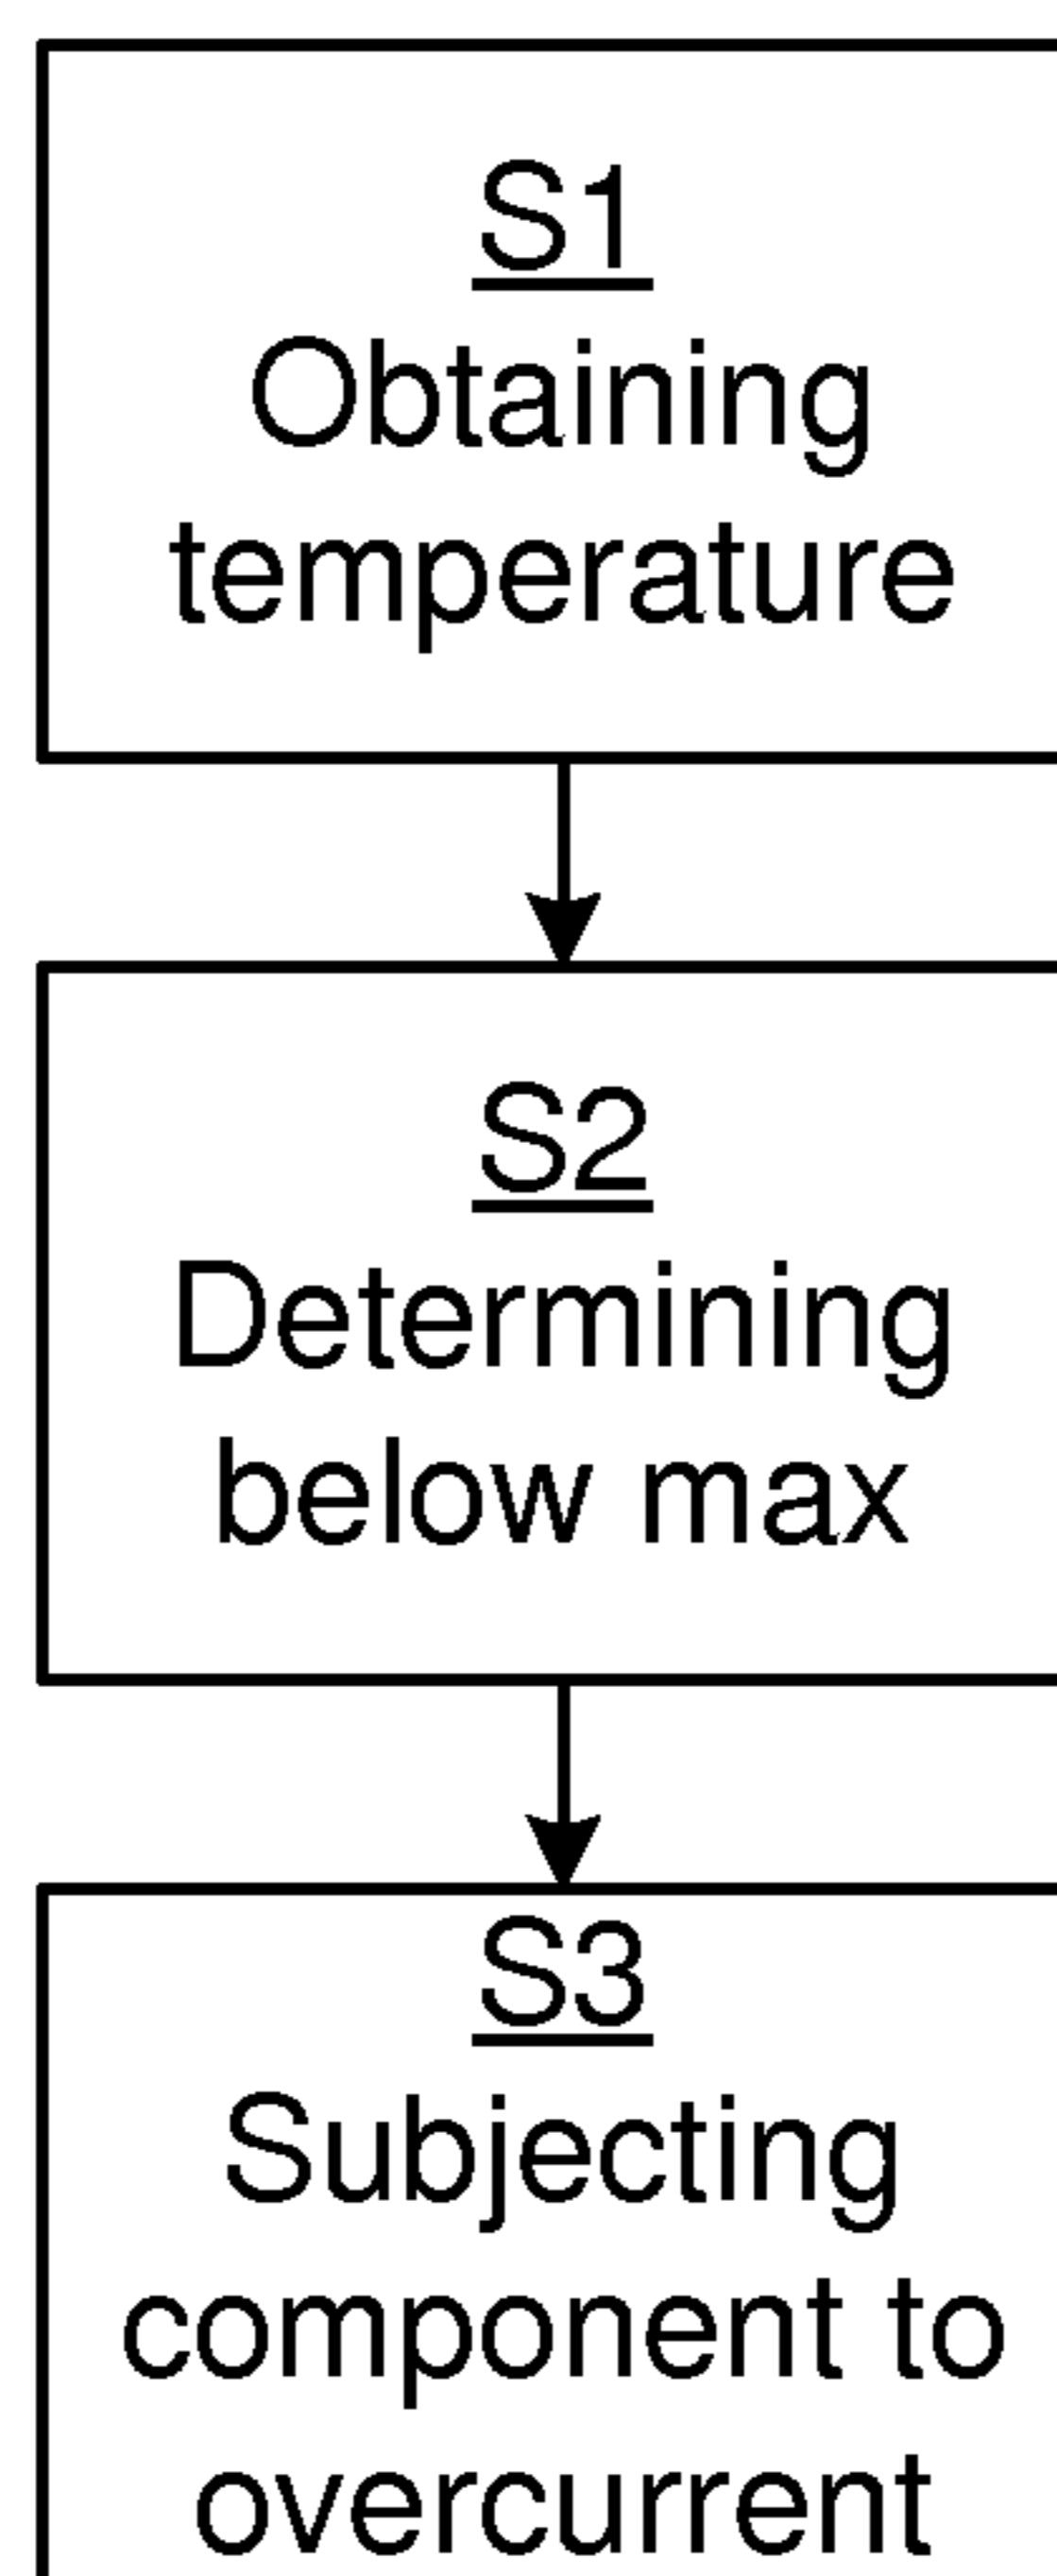 S1
Obtaining
temperature
S2
Determining
below max
S3
Subjecting
component to
overcurrent